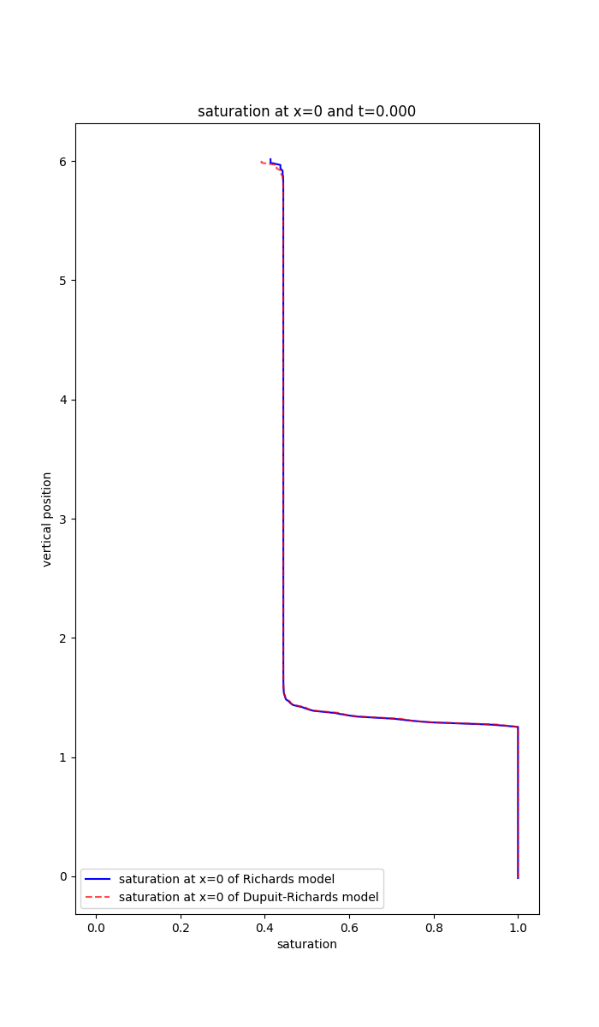 saturation at x=0 and t=0.000
6
5
4
3
2
1
0
vertical position
saturation at x=0 of Richards model
saturation at x=0 of Dupuit-Richards model
0.0 0.2 0.4 0.6 0.8 1.0
saturation